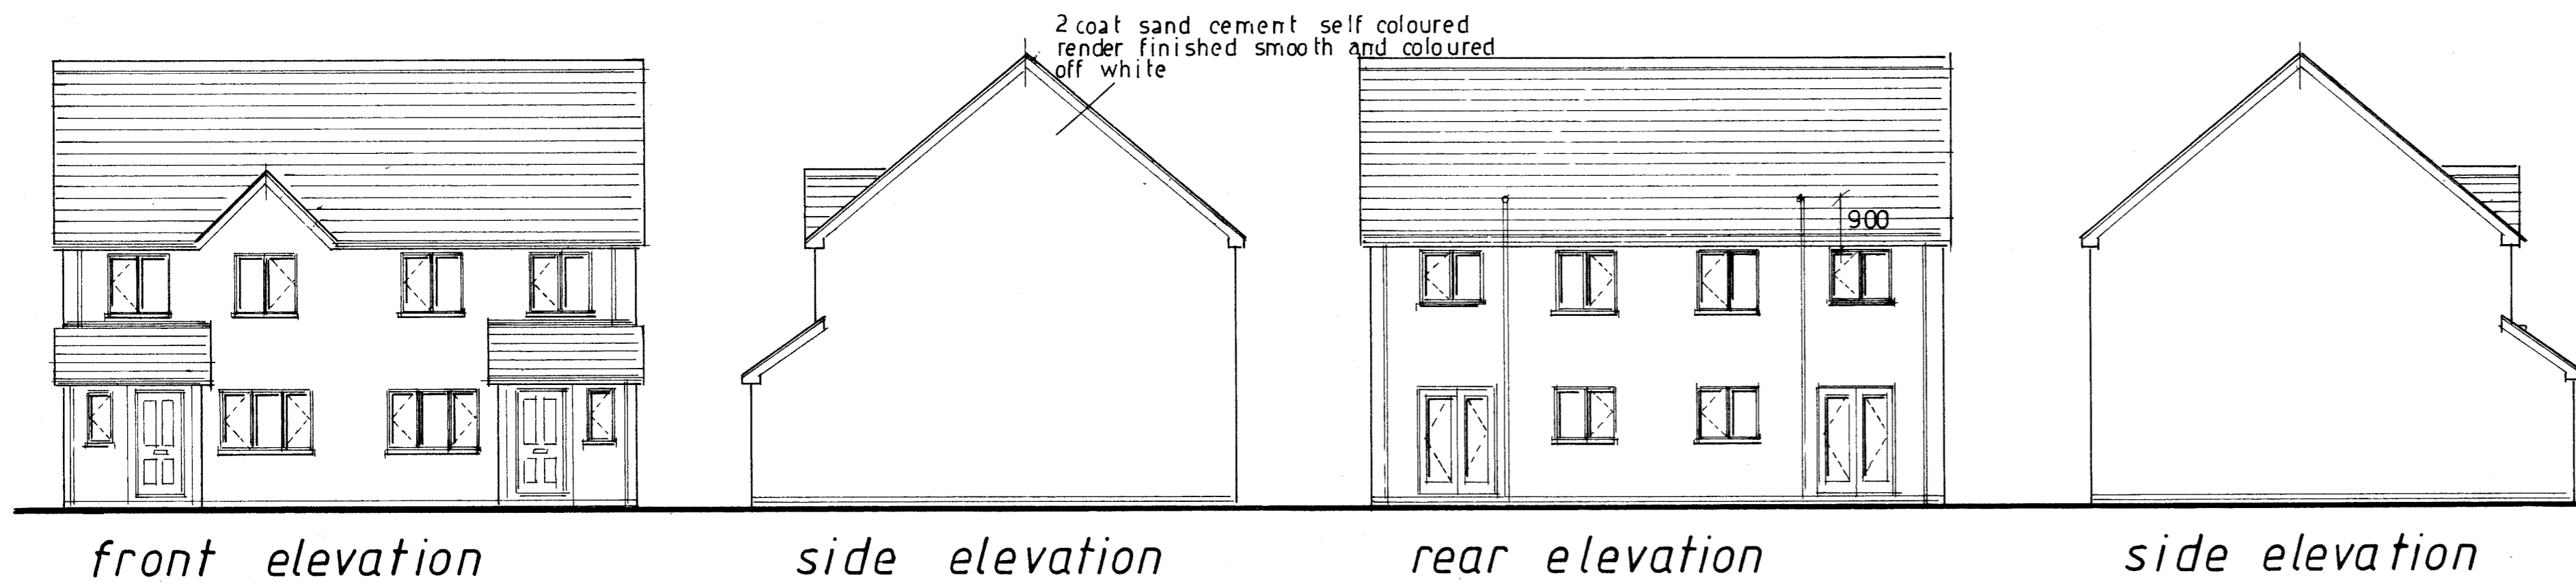 2 coat sand cement self coloured
render finished smooth and coloured
off white
900
front elevation
side elevation
rear elevation
side elevation